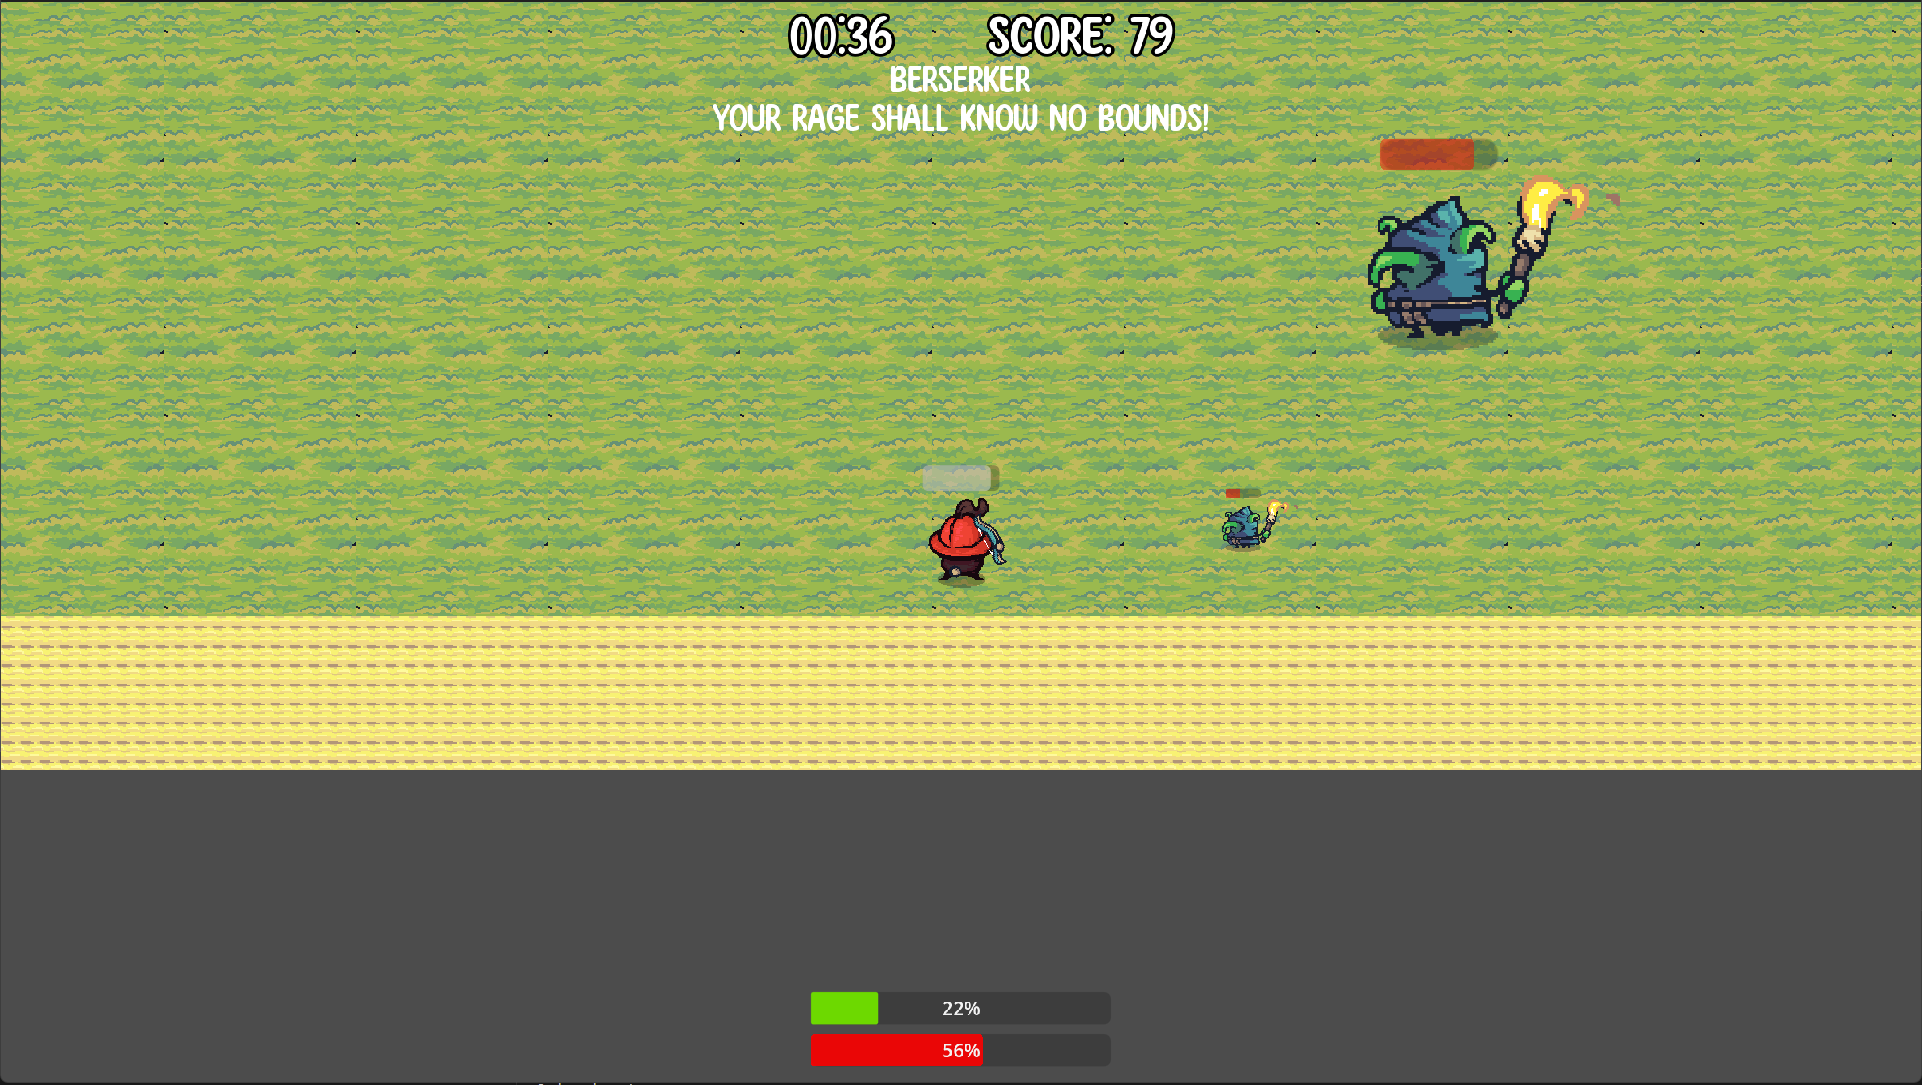 00:36 SCORE: 79
BERSERKER
YOUR RAGE SHALL KNOW NO BOUNDS!
22%
56%